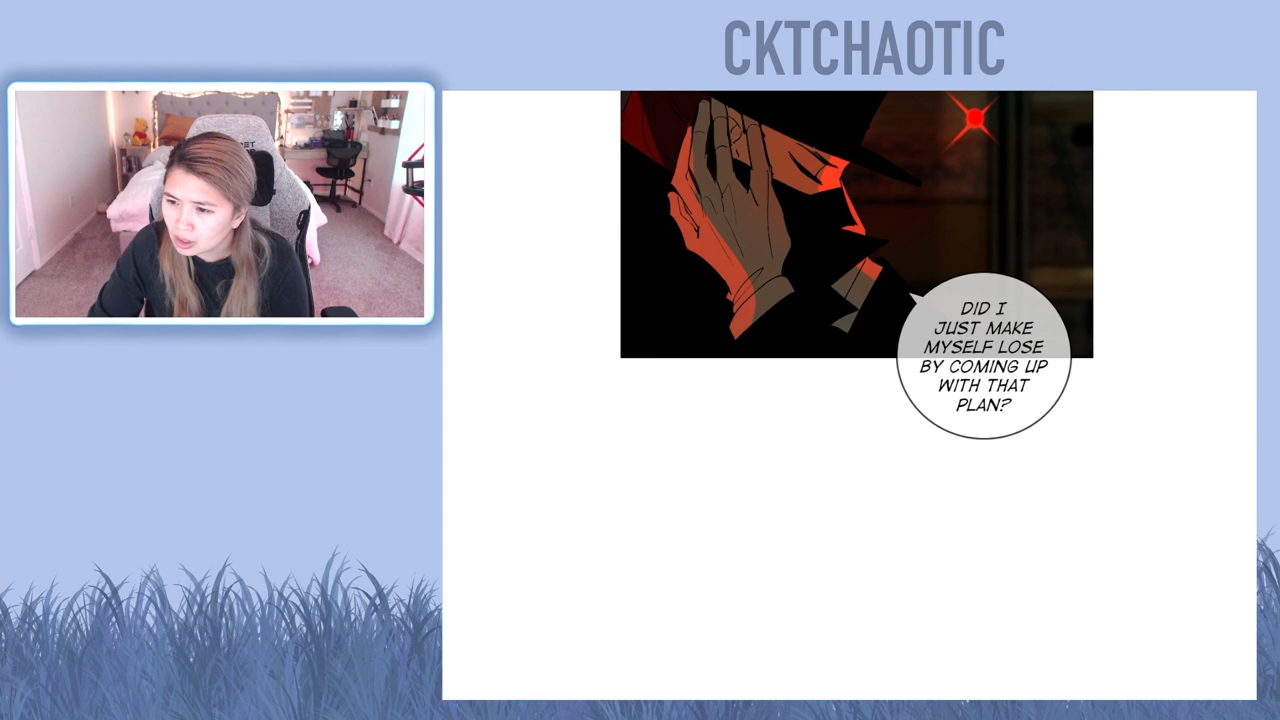 CKTCHAOTIC
DID I
JUST MAKE
MYSELF LOSE
BY COMING UP
WITH THAT
PLAN?